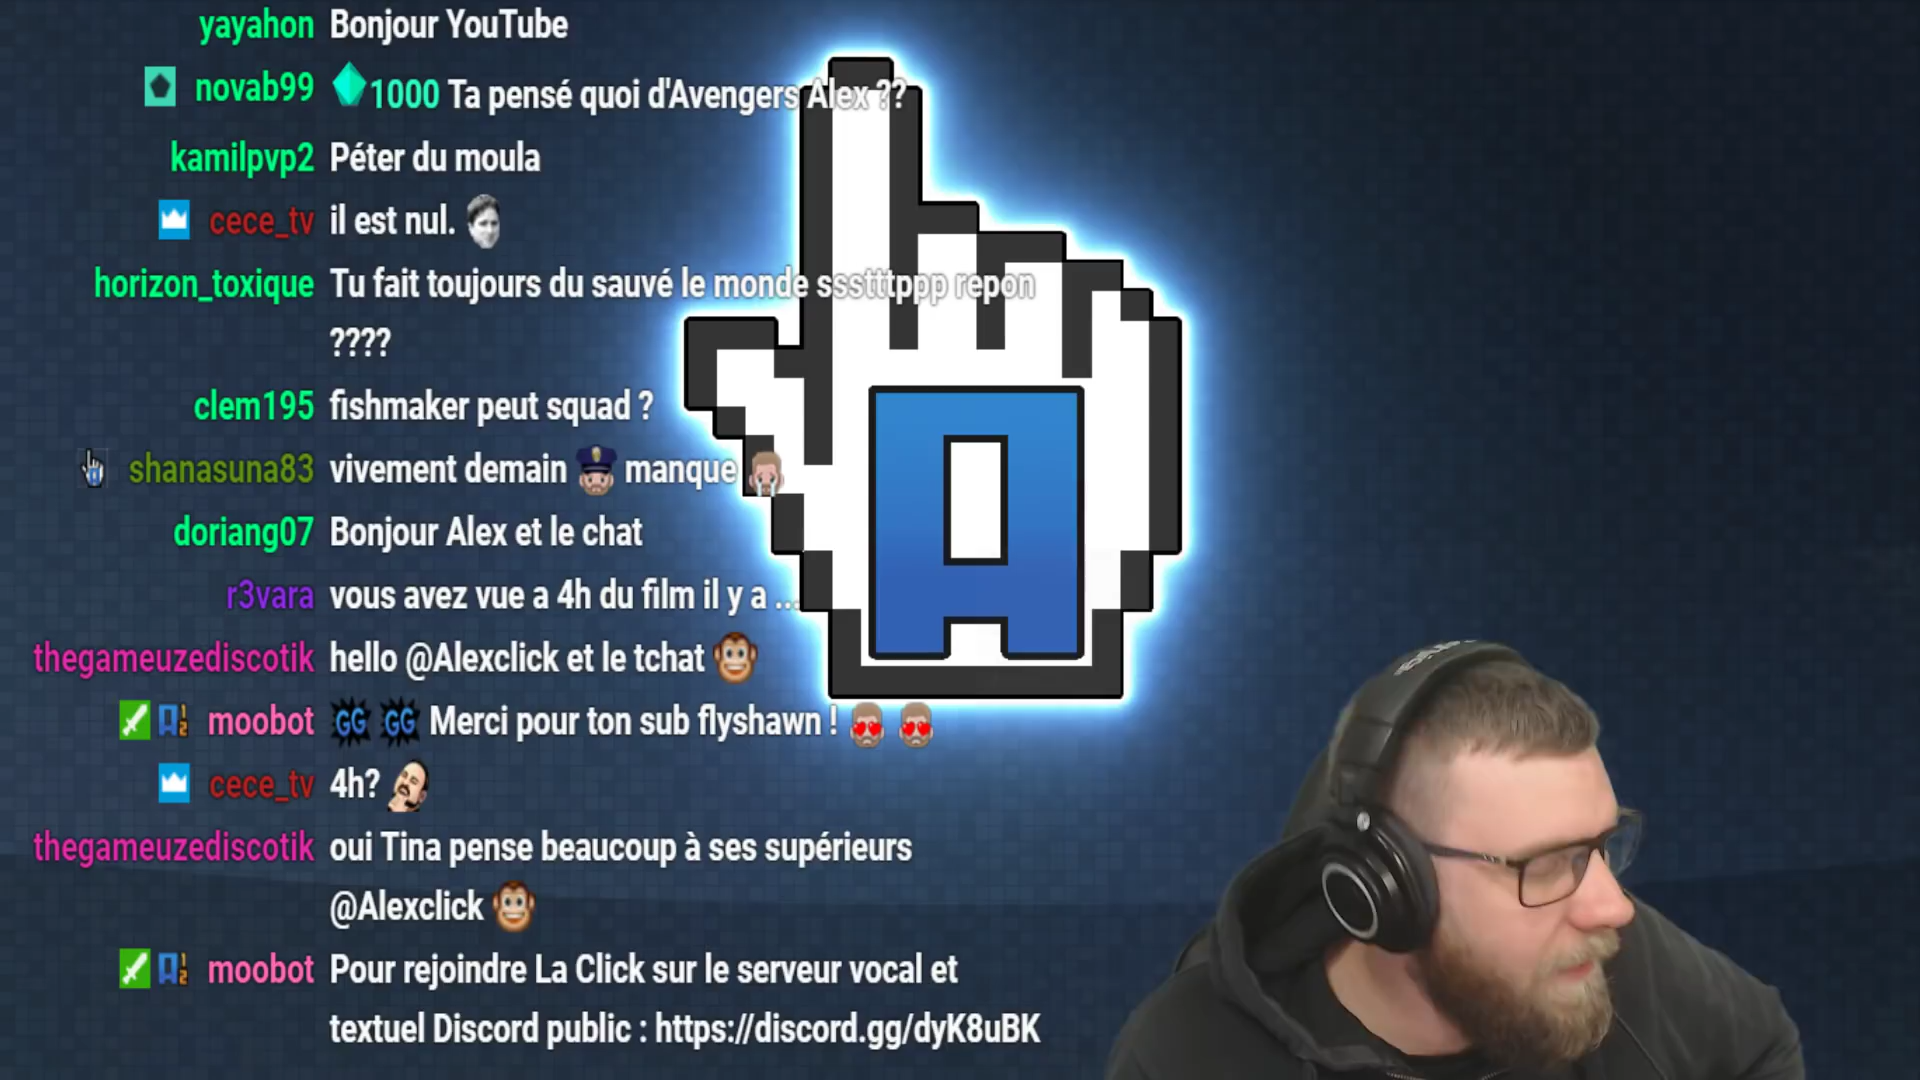 yayahon Bonjour YouTube
novab99 1000 Ta pensé quoi d'Avengers Alex ??
kamilpvp2 Péter du moula
cece_tv il est nul.
horizon_toxique Tu fait toujours du sauvé le monde ssstttppp repon
????
clem195 fishmaker peut squad ?
shanasuna83 vivement demain manque
doriang07 Bonjour Alex et le chat
r3vara vous avez vue a 4h du film il y a ...
thegameuzediscotik hello @Alexclick et le tchat
moobot GG GG Merci pour ton sub flyshawn !
cece_tv 4h?
thegameuzediscotik oui Tina pense beaucoup à ses supérieurs
@Alexclick
moobot Pour rejoindre La Click sur le serveur vocal et
textuel Discord public : https://discord.gg/dyK8uBK
A